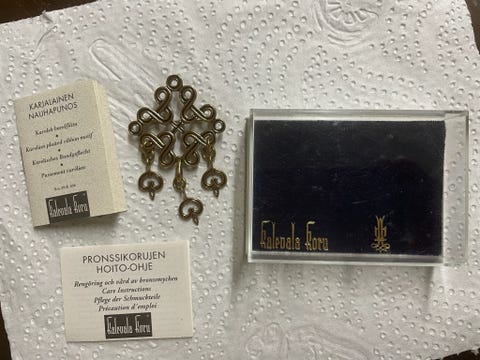 KARJALAINEN
NAUHAPUNOS
Karelsk bandfläta
Karelian plaited ribbon motif
Karelisches Bandgeflecht
Passement carélien
Kalevala Koru
PRONSSIKORUJEN
HOITO-OHJE
Rengöring och vård av bronssmycken
Care Instructions
Pflege der Schmuckteile
Précaution d'emploi
Kalevala Koru
Kalevala Koru